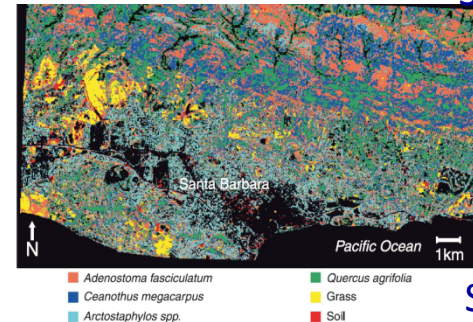 Santa Barbara
N
Pacific Ocean
1km
Adenostoma fasciculatum
Quercus agrifolia
Ceanothus megacarpus
Grass
Arctostaphylos spp.
Soil
S